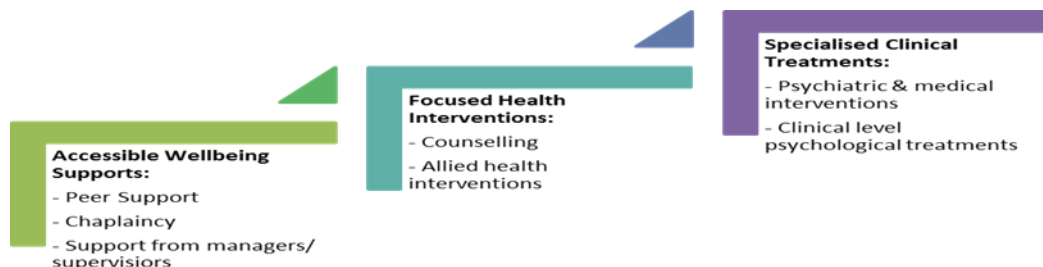 Accessible Wellbeing
Supports:
- Peer Support
- Chaplaincy
- Support from managers/
supervisiors
Focused Health
Interventions:
- Counselling
- Allied health
interventions
Specialised Clinical
Treatments:
- Psychiatric & medical
interventions
- Clinical level
psychological treatments